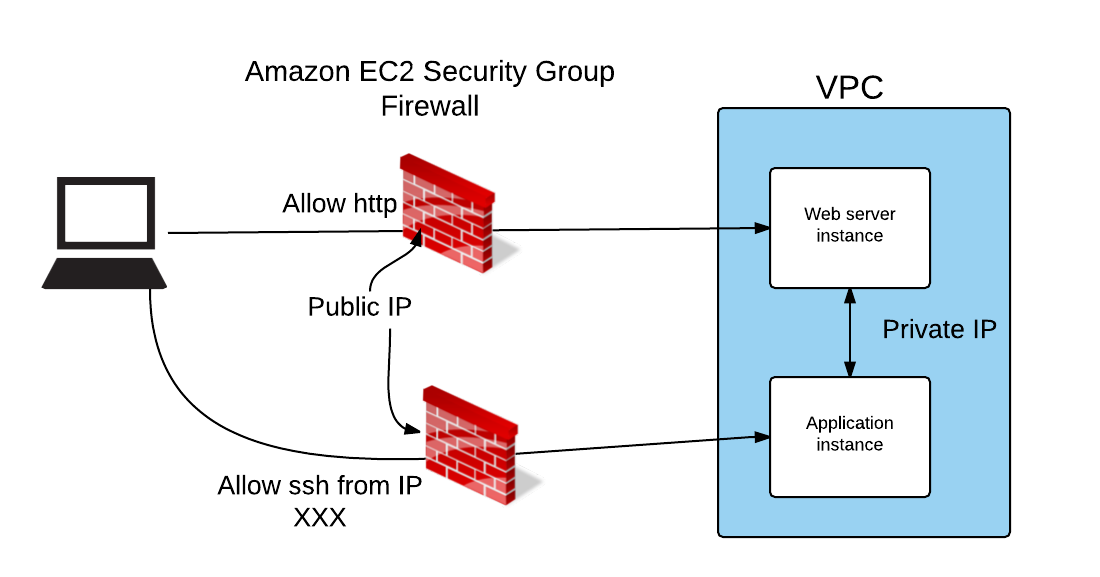 Amazon EC2 Security Group
Firewall
VPC
Allow http
Web server
instance
Public IP
Private IP
Application
instance
Allow ssh from IP
XXX